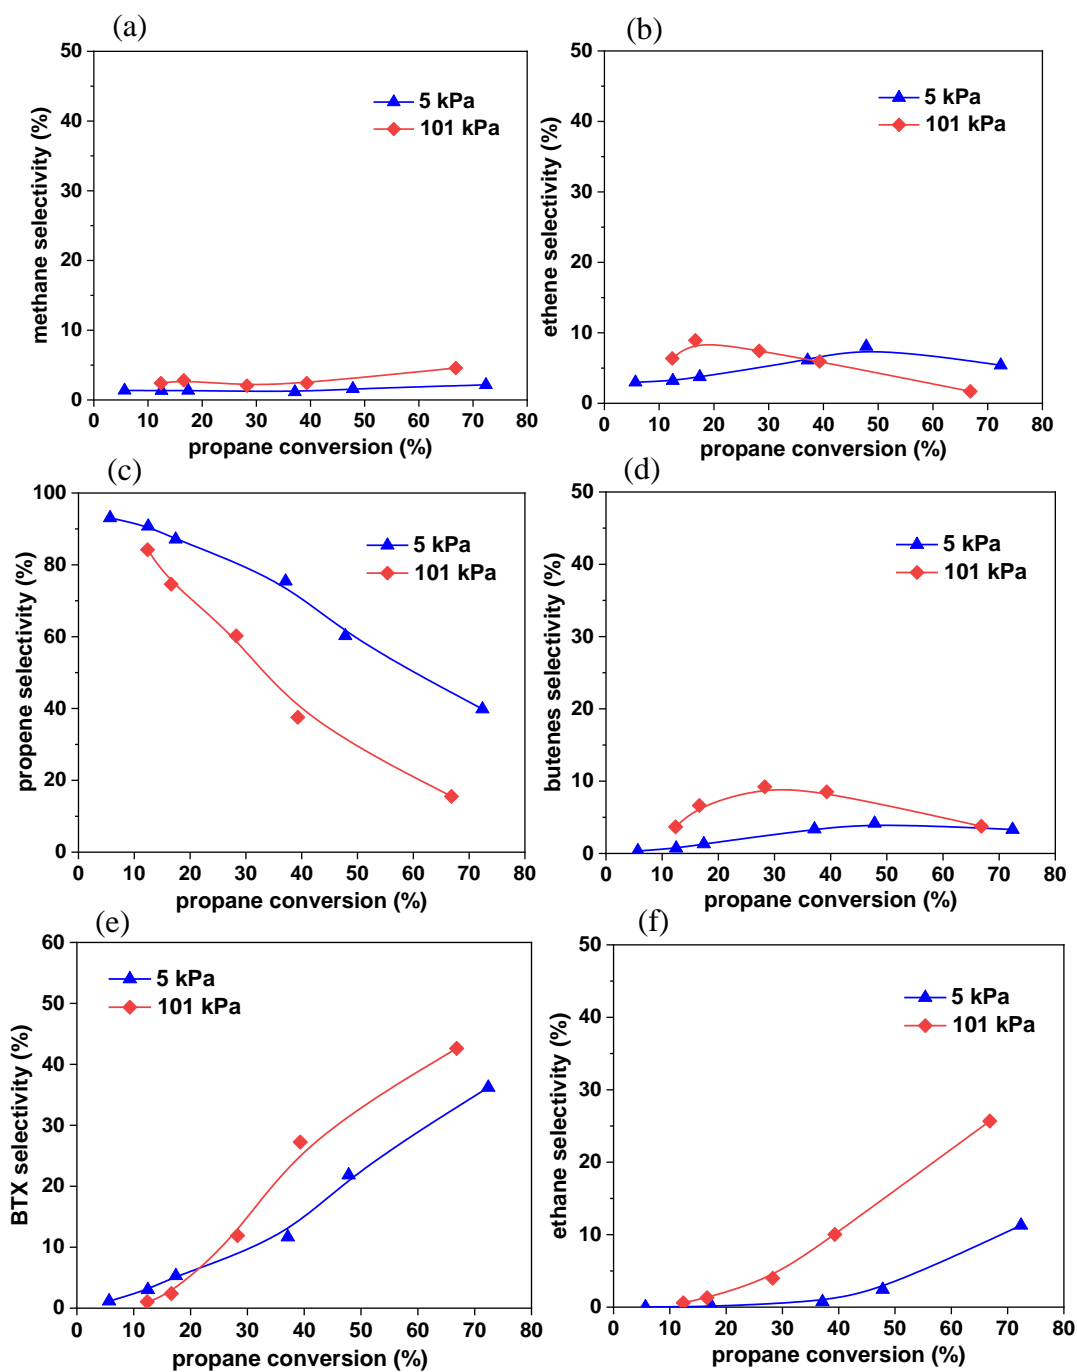 (a)
50
40
30
20
10
0
methane selectivity (%)
5 kPa
101 kPa
0 10 20 30 40 50 60 70 80
propane conversion (%)
(b)
50
40
30
20
10
0
ethene selectivity (%)
5 kPa
101 kPa
0 10 20 30 40 50 60 70 80
propane conversion (%)
(c)
100
80
60
40
20
0
propene selectivity (%)
5 kPa
101 kPa
0 10 20 30 40 50 60 70 80
propane conversion (%)
(d)
50
40
30
20
10
0
butenes selectivity (%)
5 kPa
101 kPa
0 10 20 30 40 50 60 70 80
propane conversion (%)
(e)
60
50
40
30
20
10
0
BTX selectivity (%)
5 kPa
101 kPa
0 10 20 30 40 50 60 70 80
propane conversion (%)
(f)
50
40
30
20
10
0
ethane selectivity (%)
5 kPa
101 kPa
0 10 20 30 40 50 60 70 80
propane conversion (%)